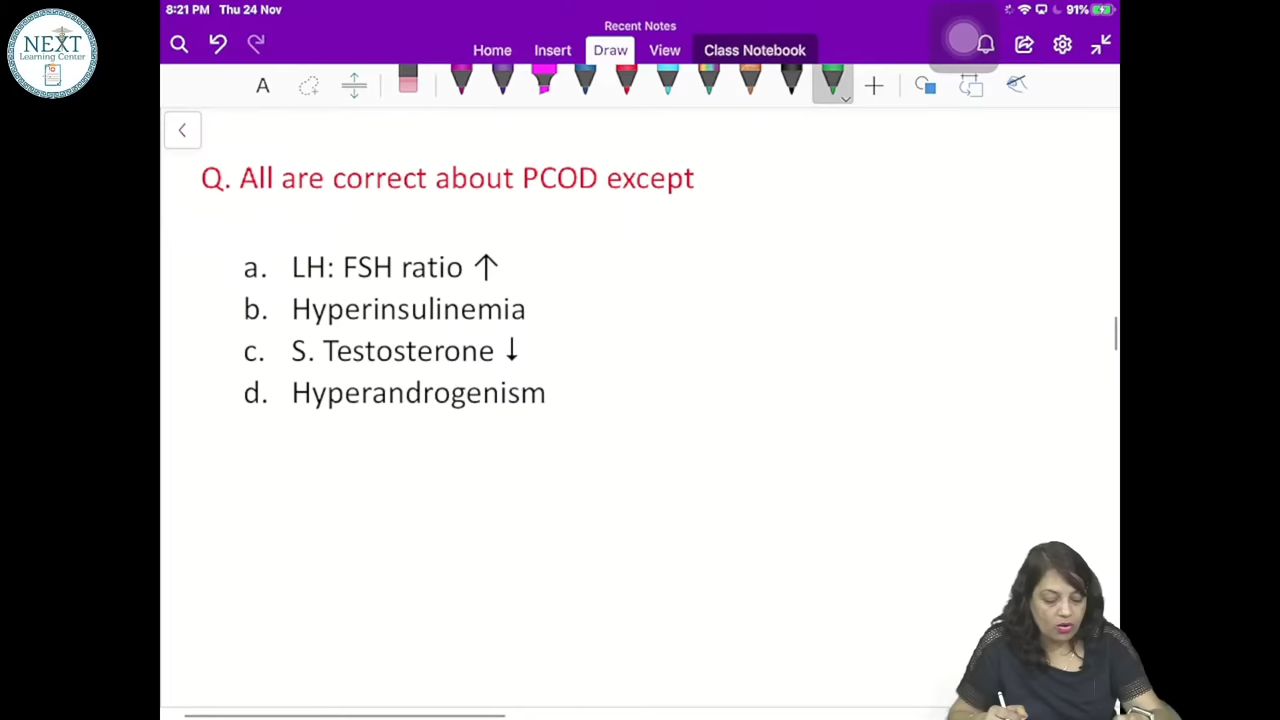 8:21 PM Thu 24 Nov
91%
Recent Notes
NEXT
Learning Center
Home Insert Draw View Class Notebook
A
Q. All are correct about PCOD except
a. LH: FSH ratio ↑
b. Hyperinsulinemia
c. S. Testosterone ↓
d. Hyperandrogenism